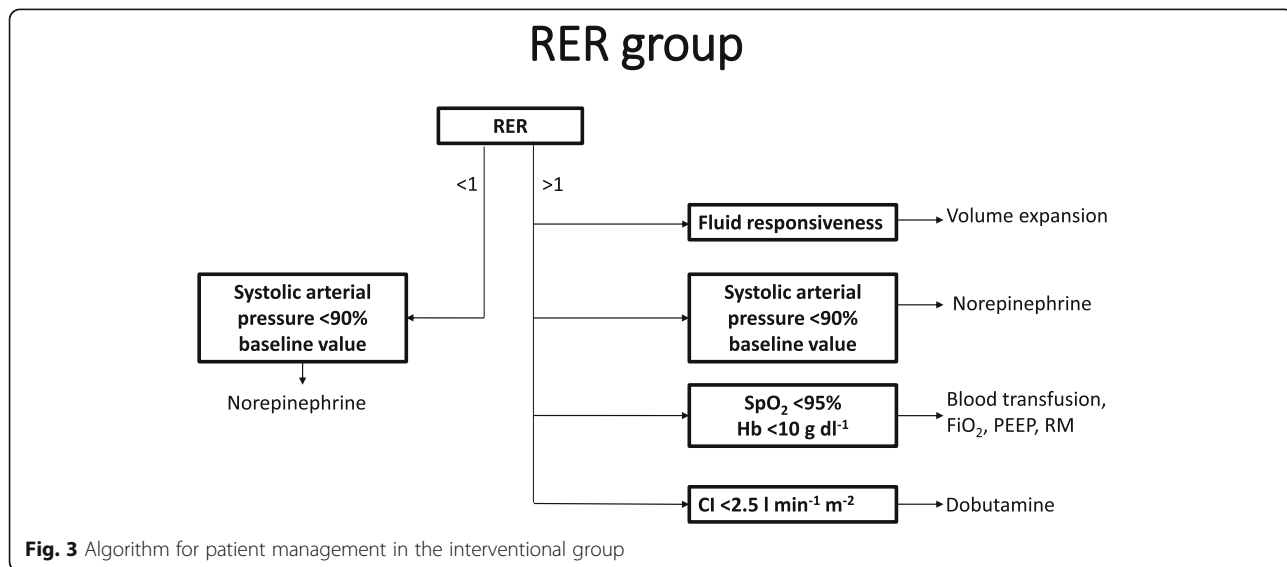 RER group
RER
<1
>1
Fluid responsiveness
Volume expansion
Systolic arterial
pressure <90%
baseline value
Norepinephrine
Systolic arterial
pressure <90%
baseline value
Norepinephrine
SpO₂ <95%
Hb <10 g dl⁻¹
Blood transfusion,
FiO₂, PEEP, RM
CI <2.5 l min⁻¹ m⁻²
Dobutamine
Fig. 3 Algorithm for patient management in the interventional group